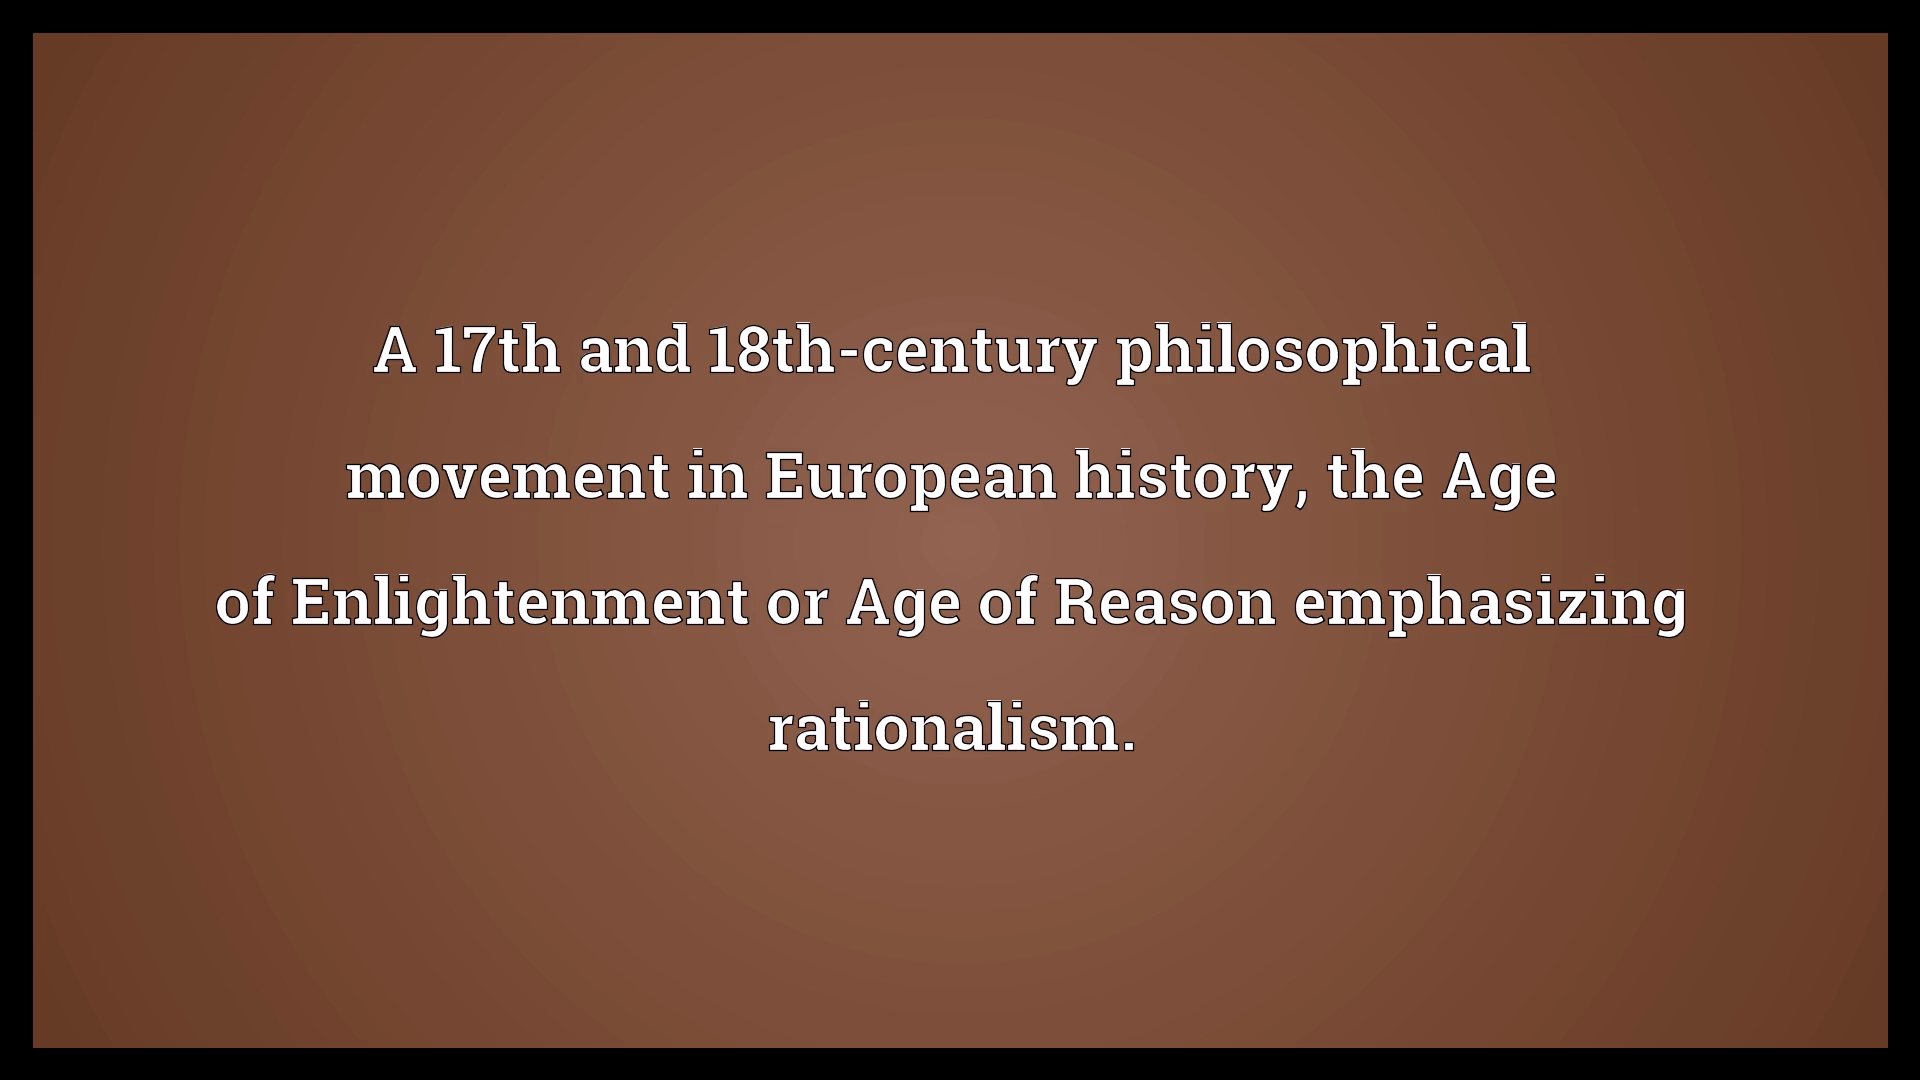 A 17th and 18th-century philosophical
movement in European history, the Age
of Enlightenment or Age of Reason emphasizing
rationalism.